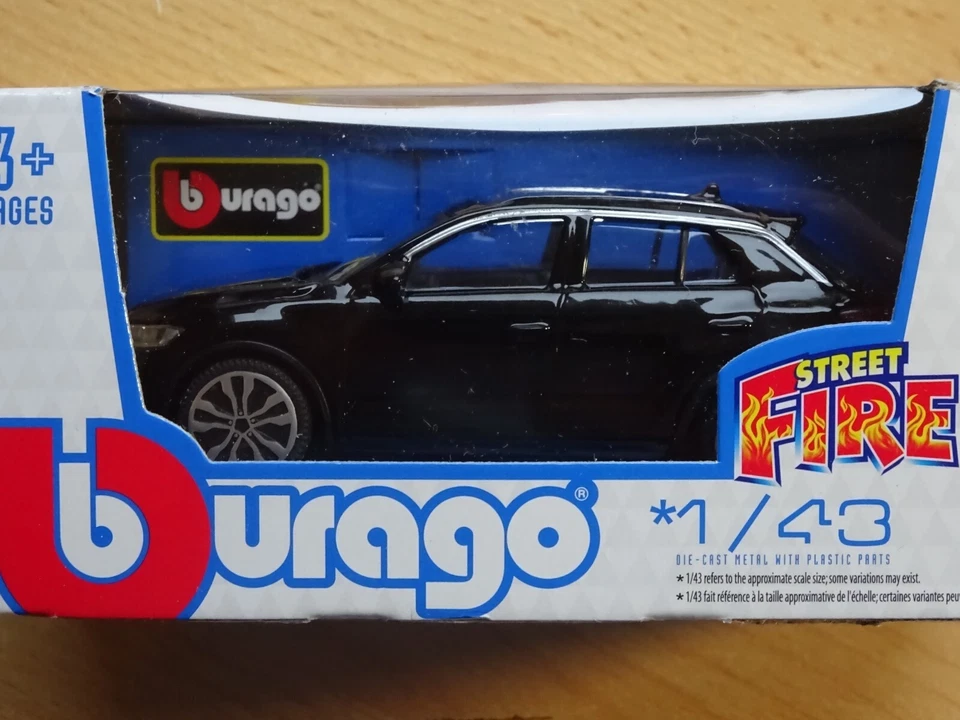 3+
AGES
burago
STREET
FIRE
burago®
*1/43
DIE-CAST METAL WITH PLASTIC PARTS
* 1/43 refers to the approximate scale size; some variations may exist.
* 1/43 fait référence à la taille approximative de l'échelle; certaines variantes peu